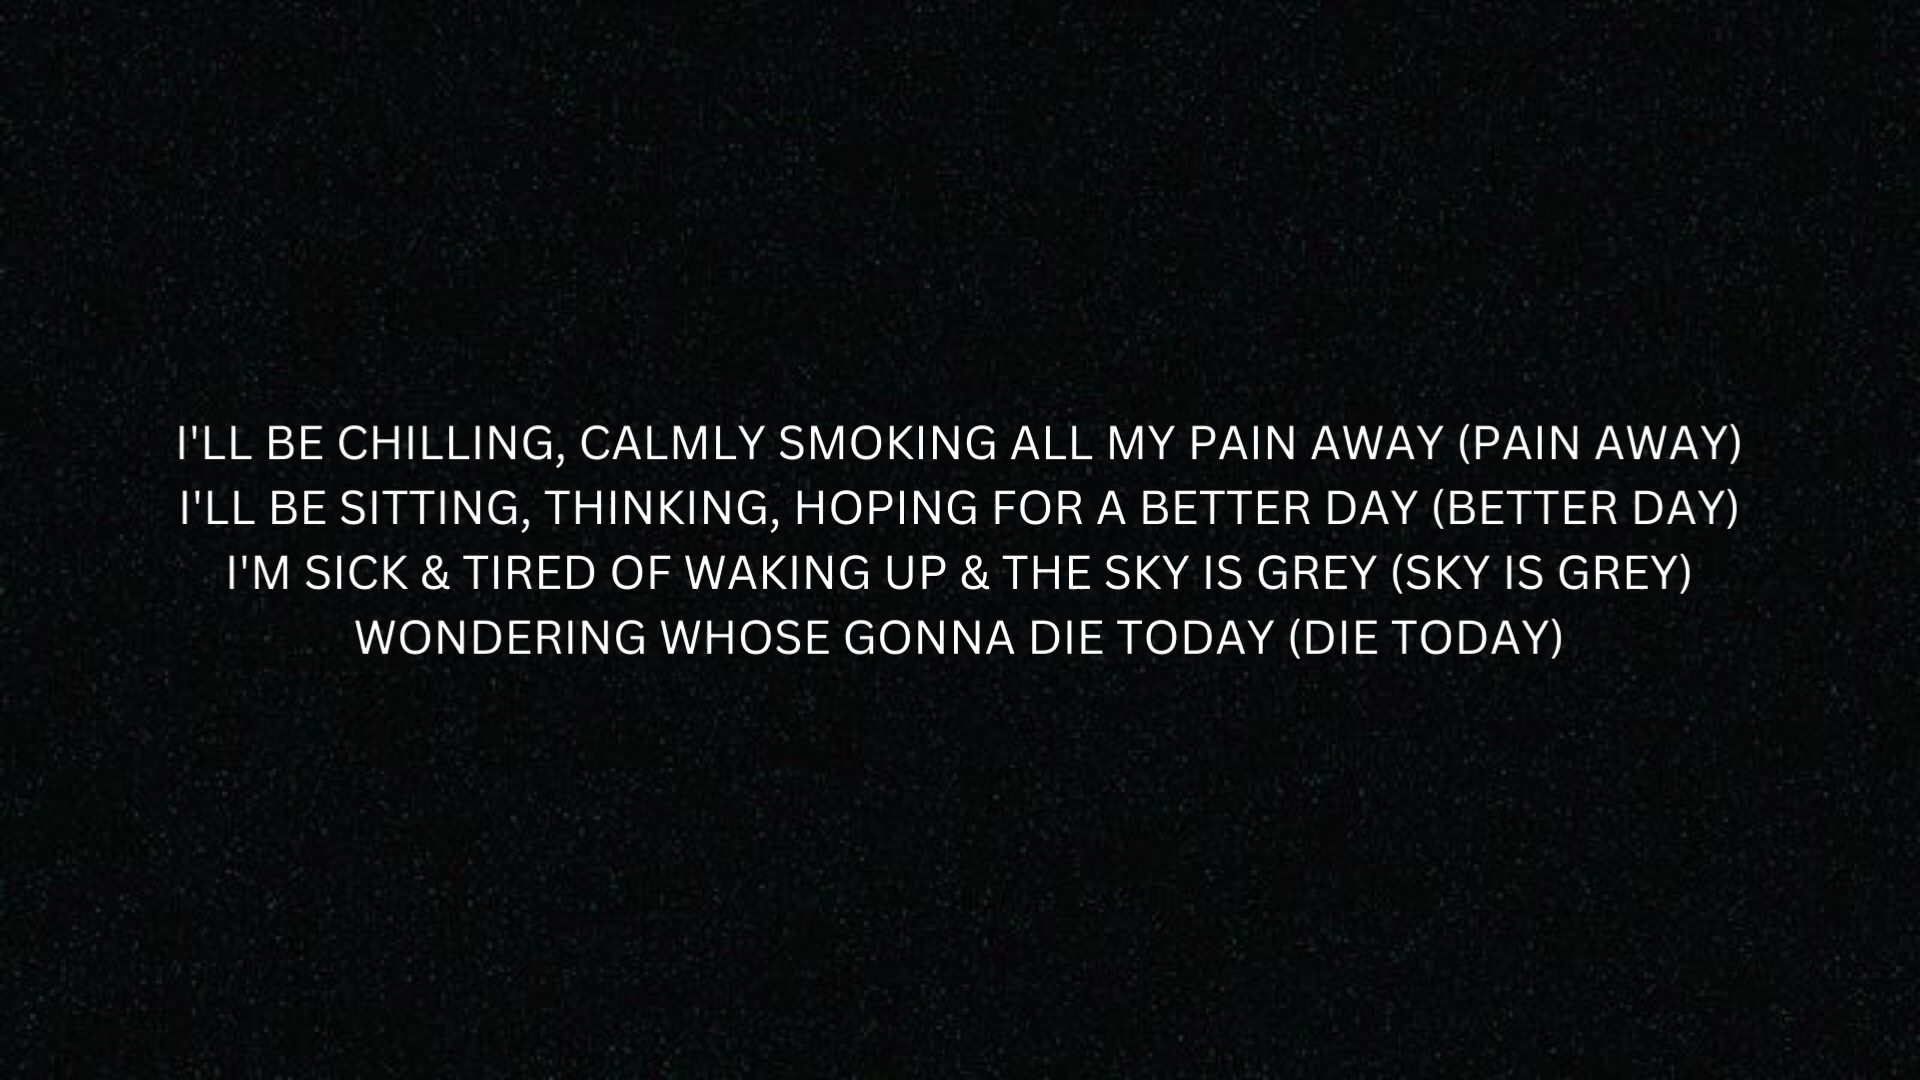 I'LL BE CHILLING, CALMLY SMOKING ALL MY PAIN AWAY (PAIN AWAY)
I'LL BE SITTING, THINKING, HOPING FOR A BETTER DAY (BETTER DAY)
I'M SICK & TIRED OF WAKING UP & THE SKY IS GREY (SKY IS GREY)
WONDERING WHOSE GONNA DIE TODAY (DIE TODAY)